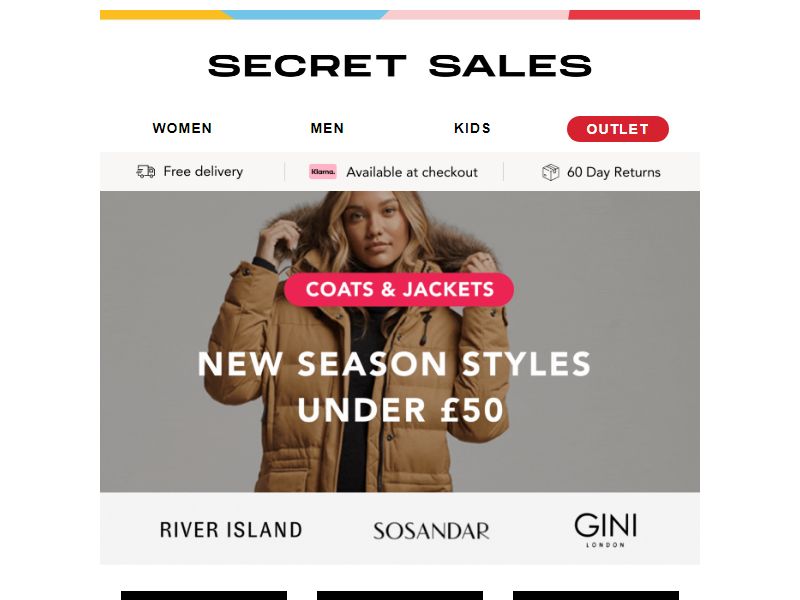 SECRET SALES
WOMEN MEN KIDS OUTLET
Free delivery Klarna. Available at checkout 60 Day Returns
COATS & JACKETS
NEW SEASON STYLES
UNDER £50
RIVER ISLAND SOSANDAR GINI
LONDON